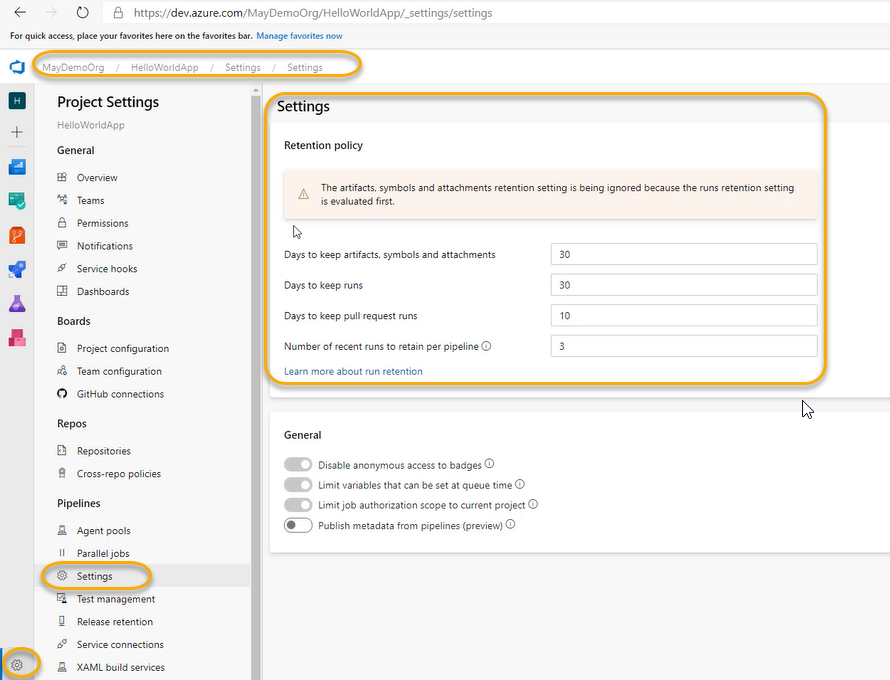 https://dev.azure.com/MayDemoOrg/HelloWorldApp/_settings/settings
For quick access, place your favorites here on the favorites bar. Manage favorites now
MayDemoOrg / HelloWorldApp / Settings / Settings
H
Project Settings
HelloWorldApp
General
Overview
Teams
Permissions
Notifications
Service hooks
Dashboards
Boards
Project configuration
Team configuration
GitHub connections
Repos
Repositories
Cross-repo policies
Pipelines
Agent pools
Parallel jobs
Settings
Test management
Release retention
Service connections
XAML build services
Settings
Retention policy
The artifacts, symbols and attachments retention setting is being ignored because the runs retention setting
is evaluated first.
Days to keep artifacts, symbols and attachments 30
Days to keep runs 30
Days to keep pull request runs 10
Number of recent runs to retain per pipeline 3
Learn more about run retention
General
Disable anonymous access to badges
Limit variables that can be set at queue time
Limit job authorization scope to current project
Publish metadata from pipelines (preview)